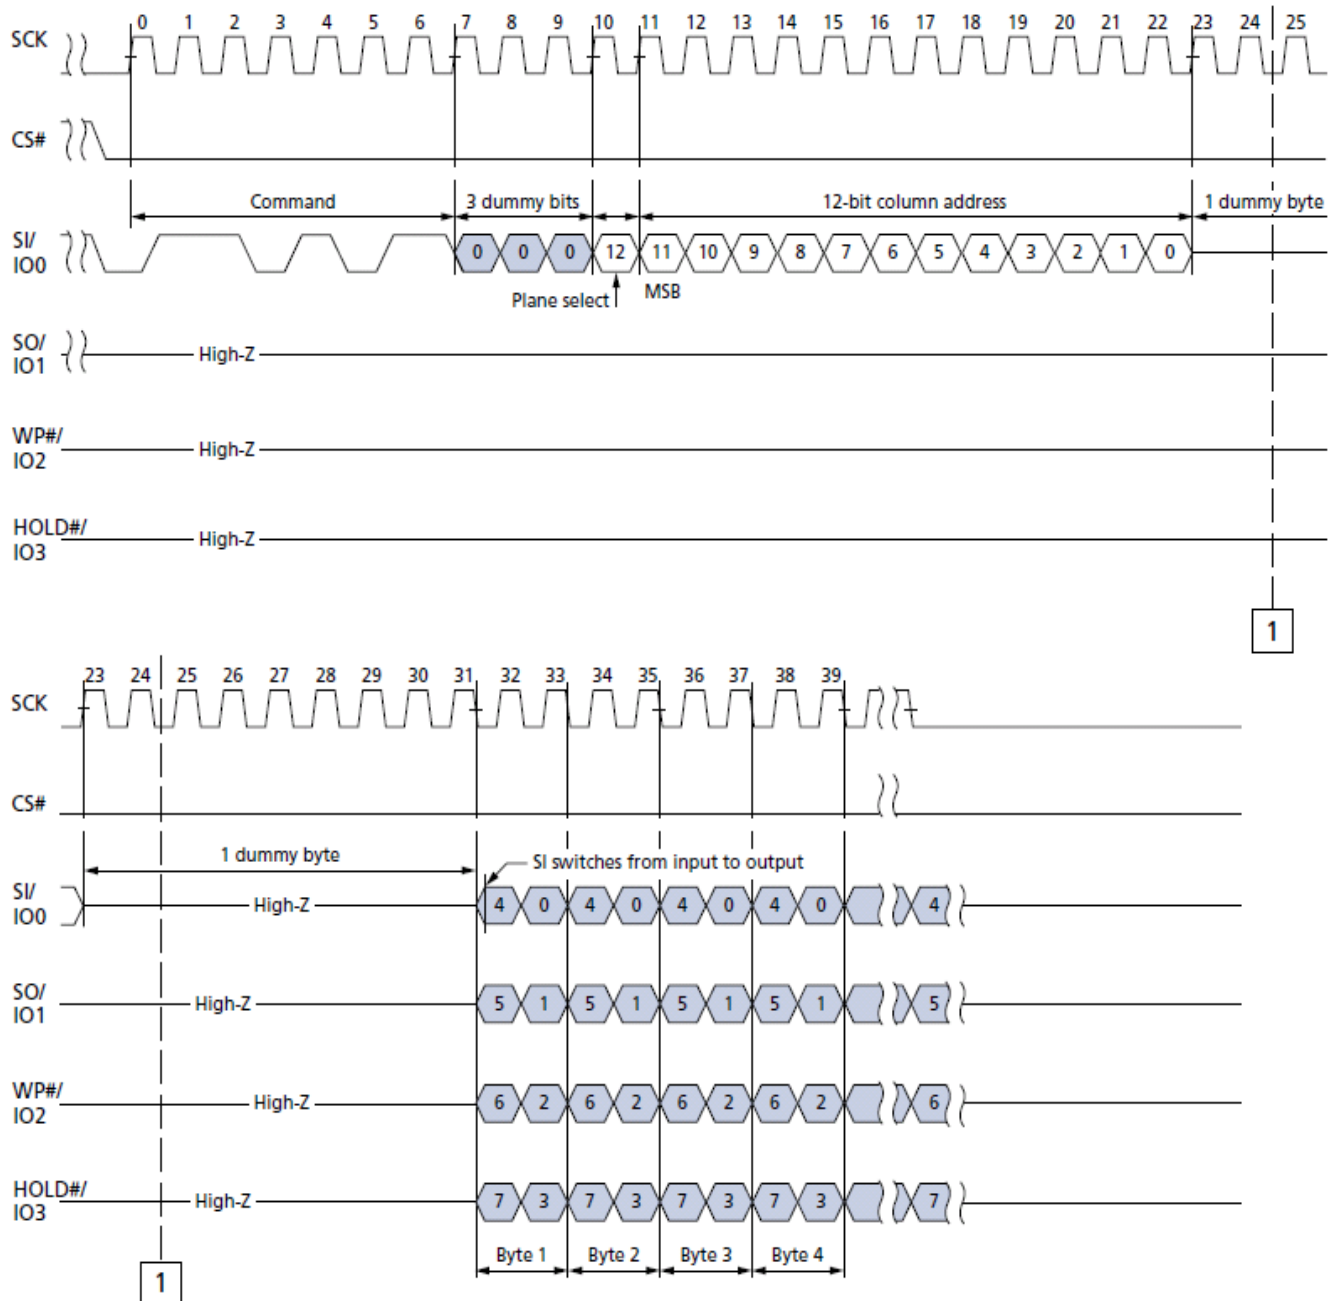 0 1 2 3 4 5 6 7 8 9 10 11 12 13 14 15 16 17 18 19 20 21 22 23 24 25
SCK
CS#
Command 3 dummy bits 12-bit column address 1 dummy byte
SI/
IO0
0 0 0 12 11 10 9 8 7 6 5 4 3 2 1 0
Plane select MSB
SO/
IO1
High-Z
WP#/
IO2
High-Z
HOLD#/
IO3
High-Z
1
23 24 25 26 27 28 29 30 31 32 33 34 35 36 37 38 39
SCK
CS#
1 dummy byte
SI switches from input to output
SI/
IO0
High-Z 4 0 4 0 4 0 4 0 4
SO/
IO1
High-Z 5 1 5 1 5 1 5 1 5
WP#/
IO2
High-Z 6 2 6 2 6 2 6 2 6
HOLD#/
IO3
High-Z 7 3 7 3 7 3 7 3 7
Byte 1 Byte 2 Byte 3 Byte 4
1